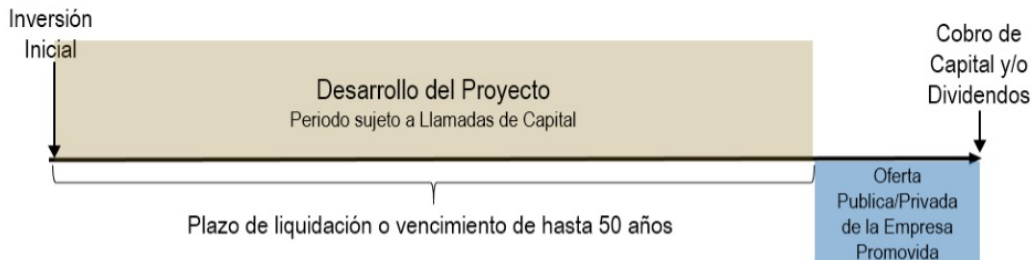 Inversión
Inicial
Desarrollo del Proyecto
Periodo sujeto a Llamadas de Capital
Cobro de
Capital y/o
Dividendos
Plazo de liquidación o vencimiento de hasta 50 años
Oferta
Publica/Privada
de la Empresa
Promovida